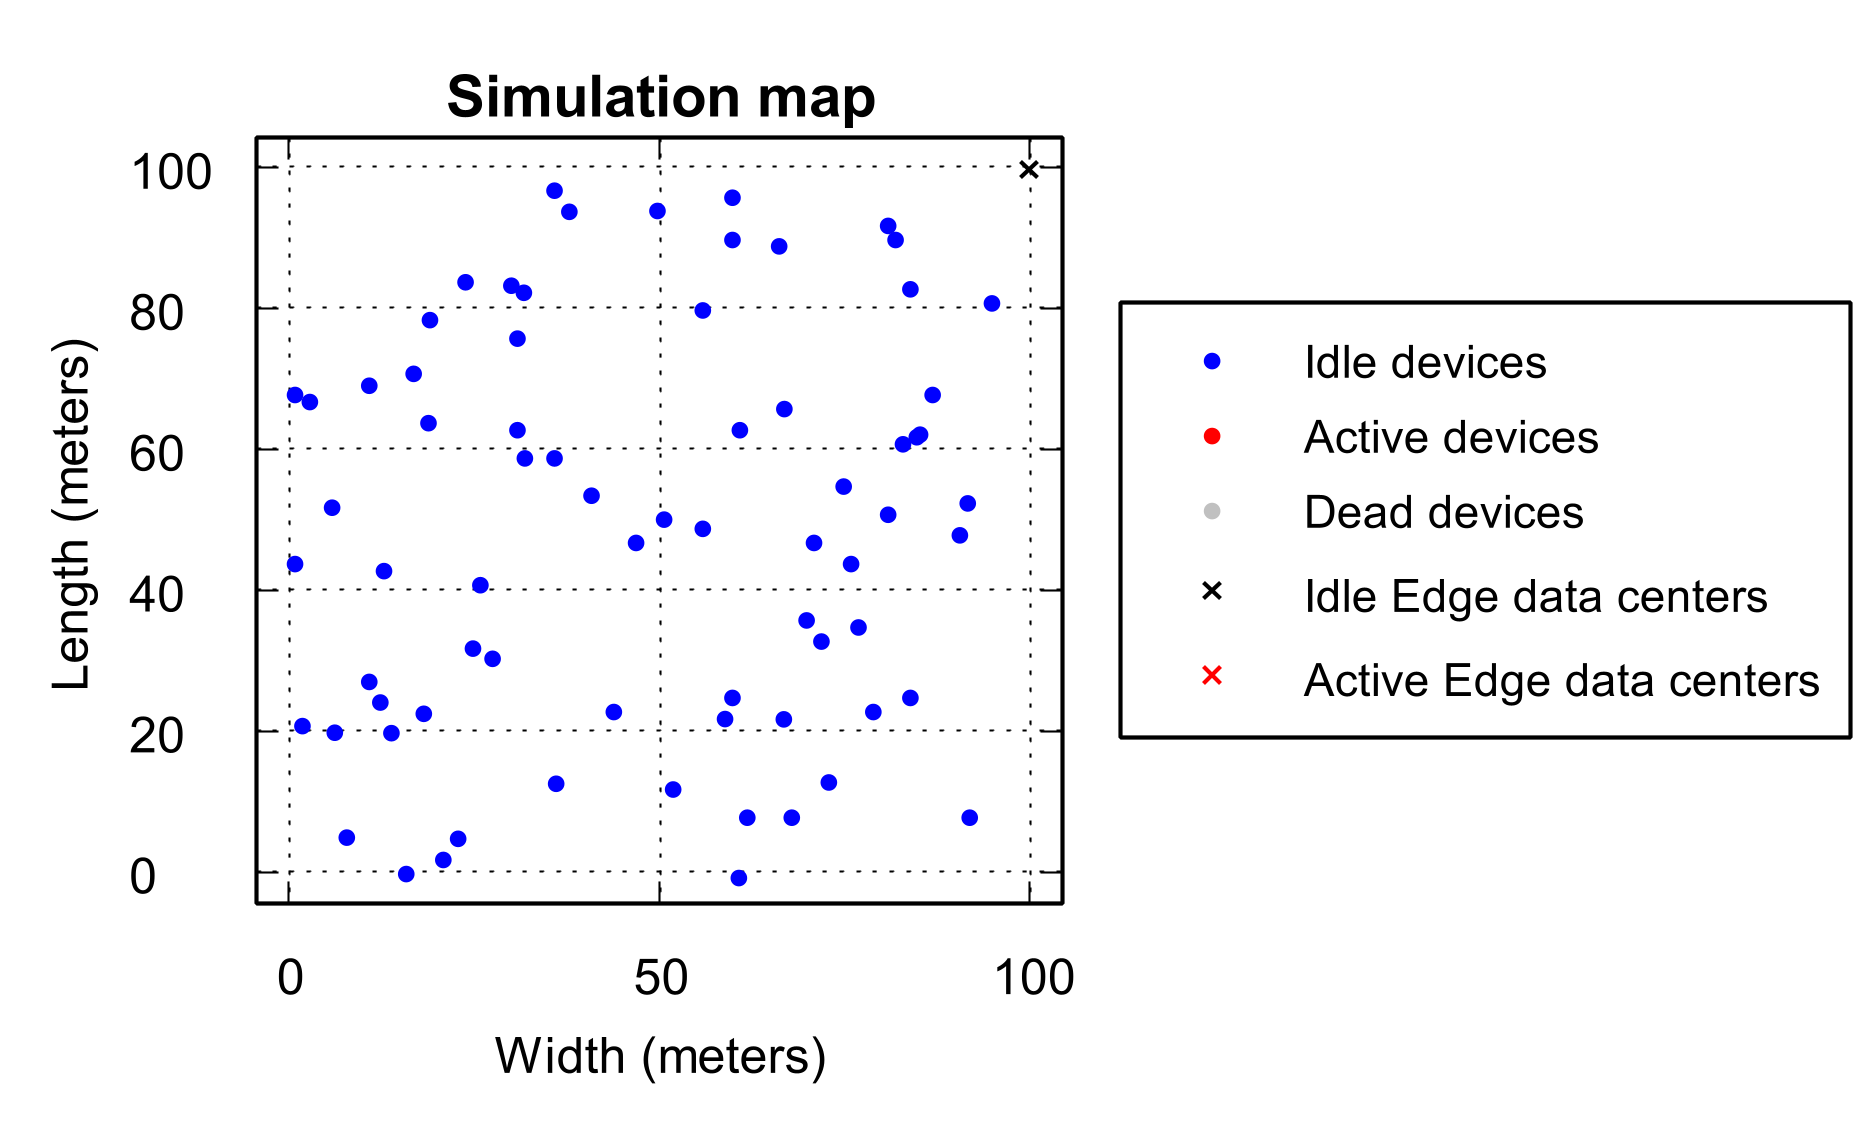 Simulation map
100
80
60
40
20
0
Length (meters)
0 50 100
Width (meters)
Idle devices
Active devices
Dead devices
Idle Edge data centers
Active Edge data centers